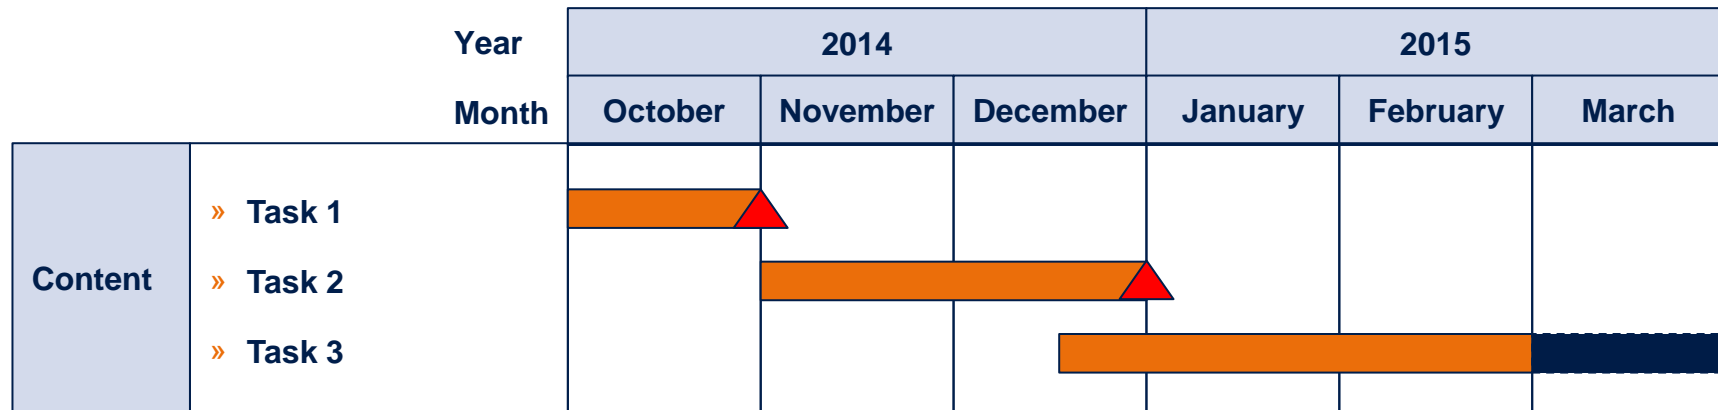 Year 2014 2015
Month October November December January February March
Content
» Task 1
» Task 2
» Task 3